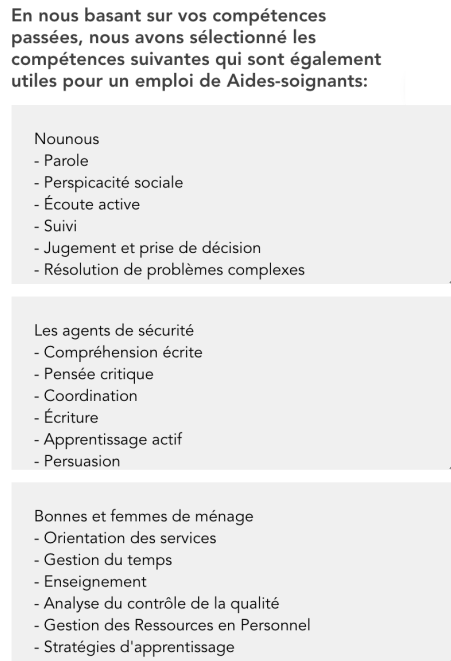 En nous basant sur vos compétences
passées, nous avons sélectionné les
compétences suivantes qui sont également
utiles pour un emploi de Aides-soignants:
Nounous
- Parole
- Perspicacité sociale
- Écoute active
- Suivi
- Jugement et prise de décision
- Résolution de problèmes complexes
Les agents de sécurité
- Compréhension écrite
- Pensée critique
- Coordination
- Écriture
- Apprentissage actif
- Persuasion
Bonnes et femmes de ménage
- Orientation des services
- Gestion du temps
- Enseignement
- Analyse du contrôle de la qualité
- Gestion des Ressources en Personnel
- Stratégies d'apprentissage